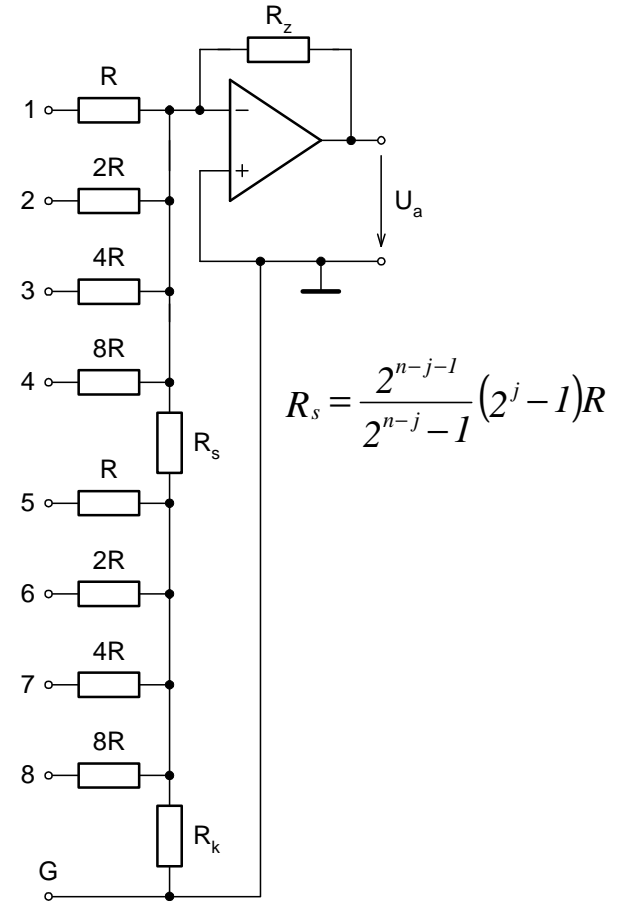 R_z
R
1
−
2R
+
2
U_a
4R
3
8R
4
R_s = \frac{2^{n-j-1}}{2^{n-j}-1}(2^j-1)R
R_s
R
5
2R
6
4R
7
8R
8
R_k
G